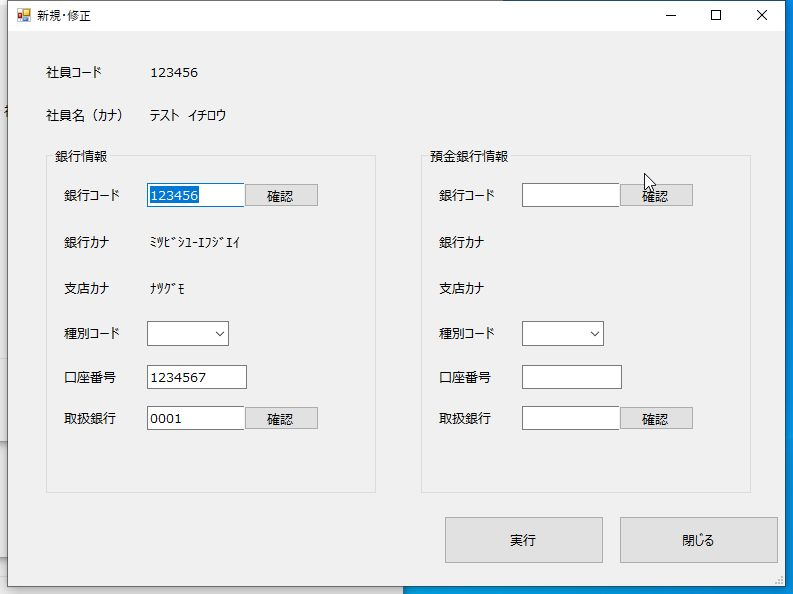 新規・修正
社員コード 123456
社員名（カナ） テスト イチロウ
銀行情報
銀行コード 123456 確認
銀行カナ ﾐﾂﾋﾞｼﾕｰｴﾌｼﾞｪｲ
支店カナ ﾅﾂｸﾞﾓ
種別コード
口座番号 1234567
取扱銀行 0001 確認
預金銀行情報
銀行コード 確認
銀行カナ
支店カナ
種別コード
口座番号
取扱銀行 確認
実行 閉じる